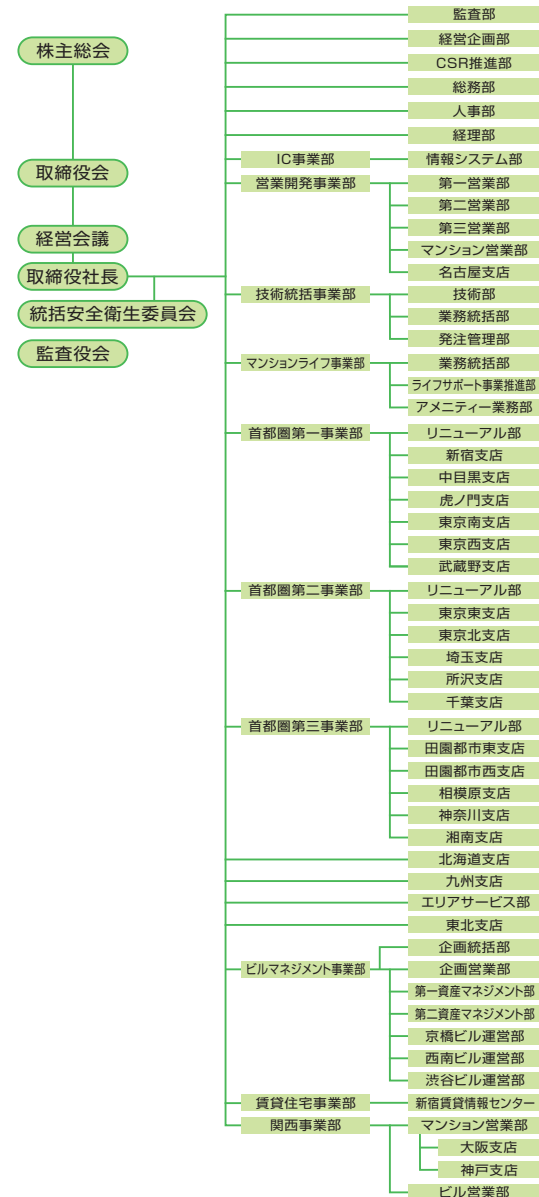 株主総会
取締役会
経営会議
取締役社長
統括安全衛生委員会
監査役会
監査部
経営企画部
CSR推進部
総務部
人事部
経理部
IC事業部
情報システム部
営業開発事業部
第一営業部
第二営業部
第三営業部
マンション営業部
名古屋支店
技術統括事業部
技術部
業務統括部
発注管理部
マンションライフ事業部
業務統括部
ライフサポート事業推進部
アメニティー業務部
首都圏第一事業部
リニューアル部
新宿支店
中目黒支店
虎ノ門支店
東京南支店
東京西支店
武蔵野支店
首都圏第二事業部
リニューアル部
東京東支店
東京北支店
埼玉支店
所沢支店
千葉支店
首都圏第三事業部
リニューアル部
田園都市東支店
田園都市西支店
相模原支店
神奈川支店
湘南支店
北海道支店
九州支店
エリアサービス部
東北支店
ビルマネジメント事業部
企画統括部
企画営業部
第一資産マネジメント部
第二資産マネジメント部
京橋ビル運営部
西南ビル運営部
渋谷ビル運営部
賃貸住宅事業部
新宿賃貸情報センター
関西事業部
マンション営業部
大阪支店
神戸支店
ビル営業部